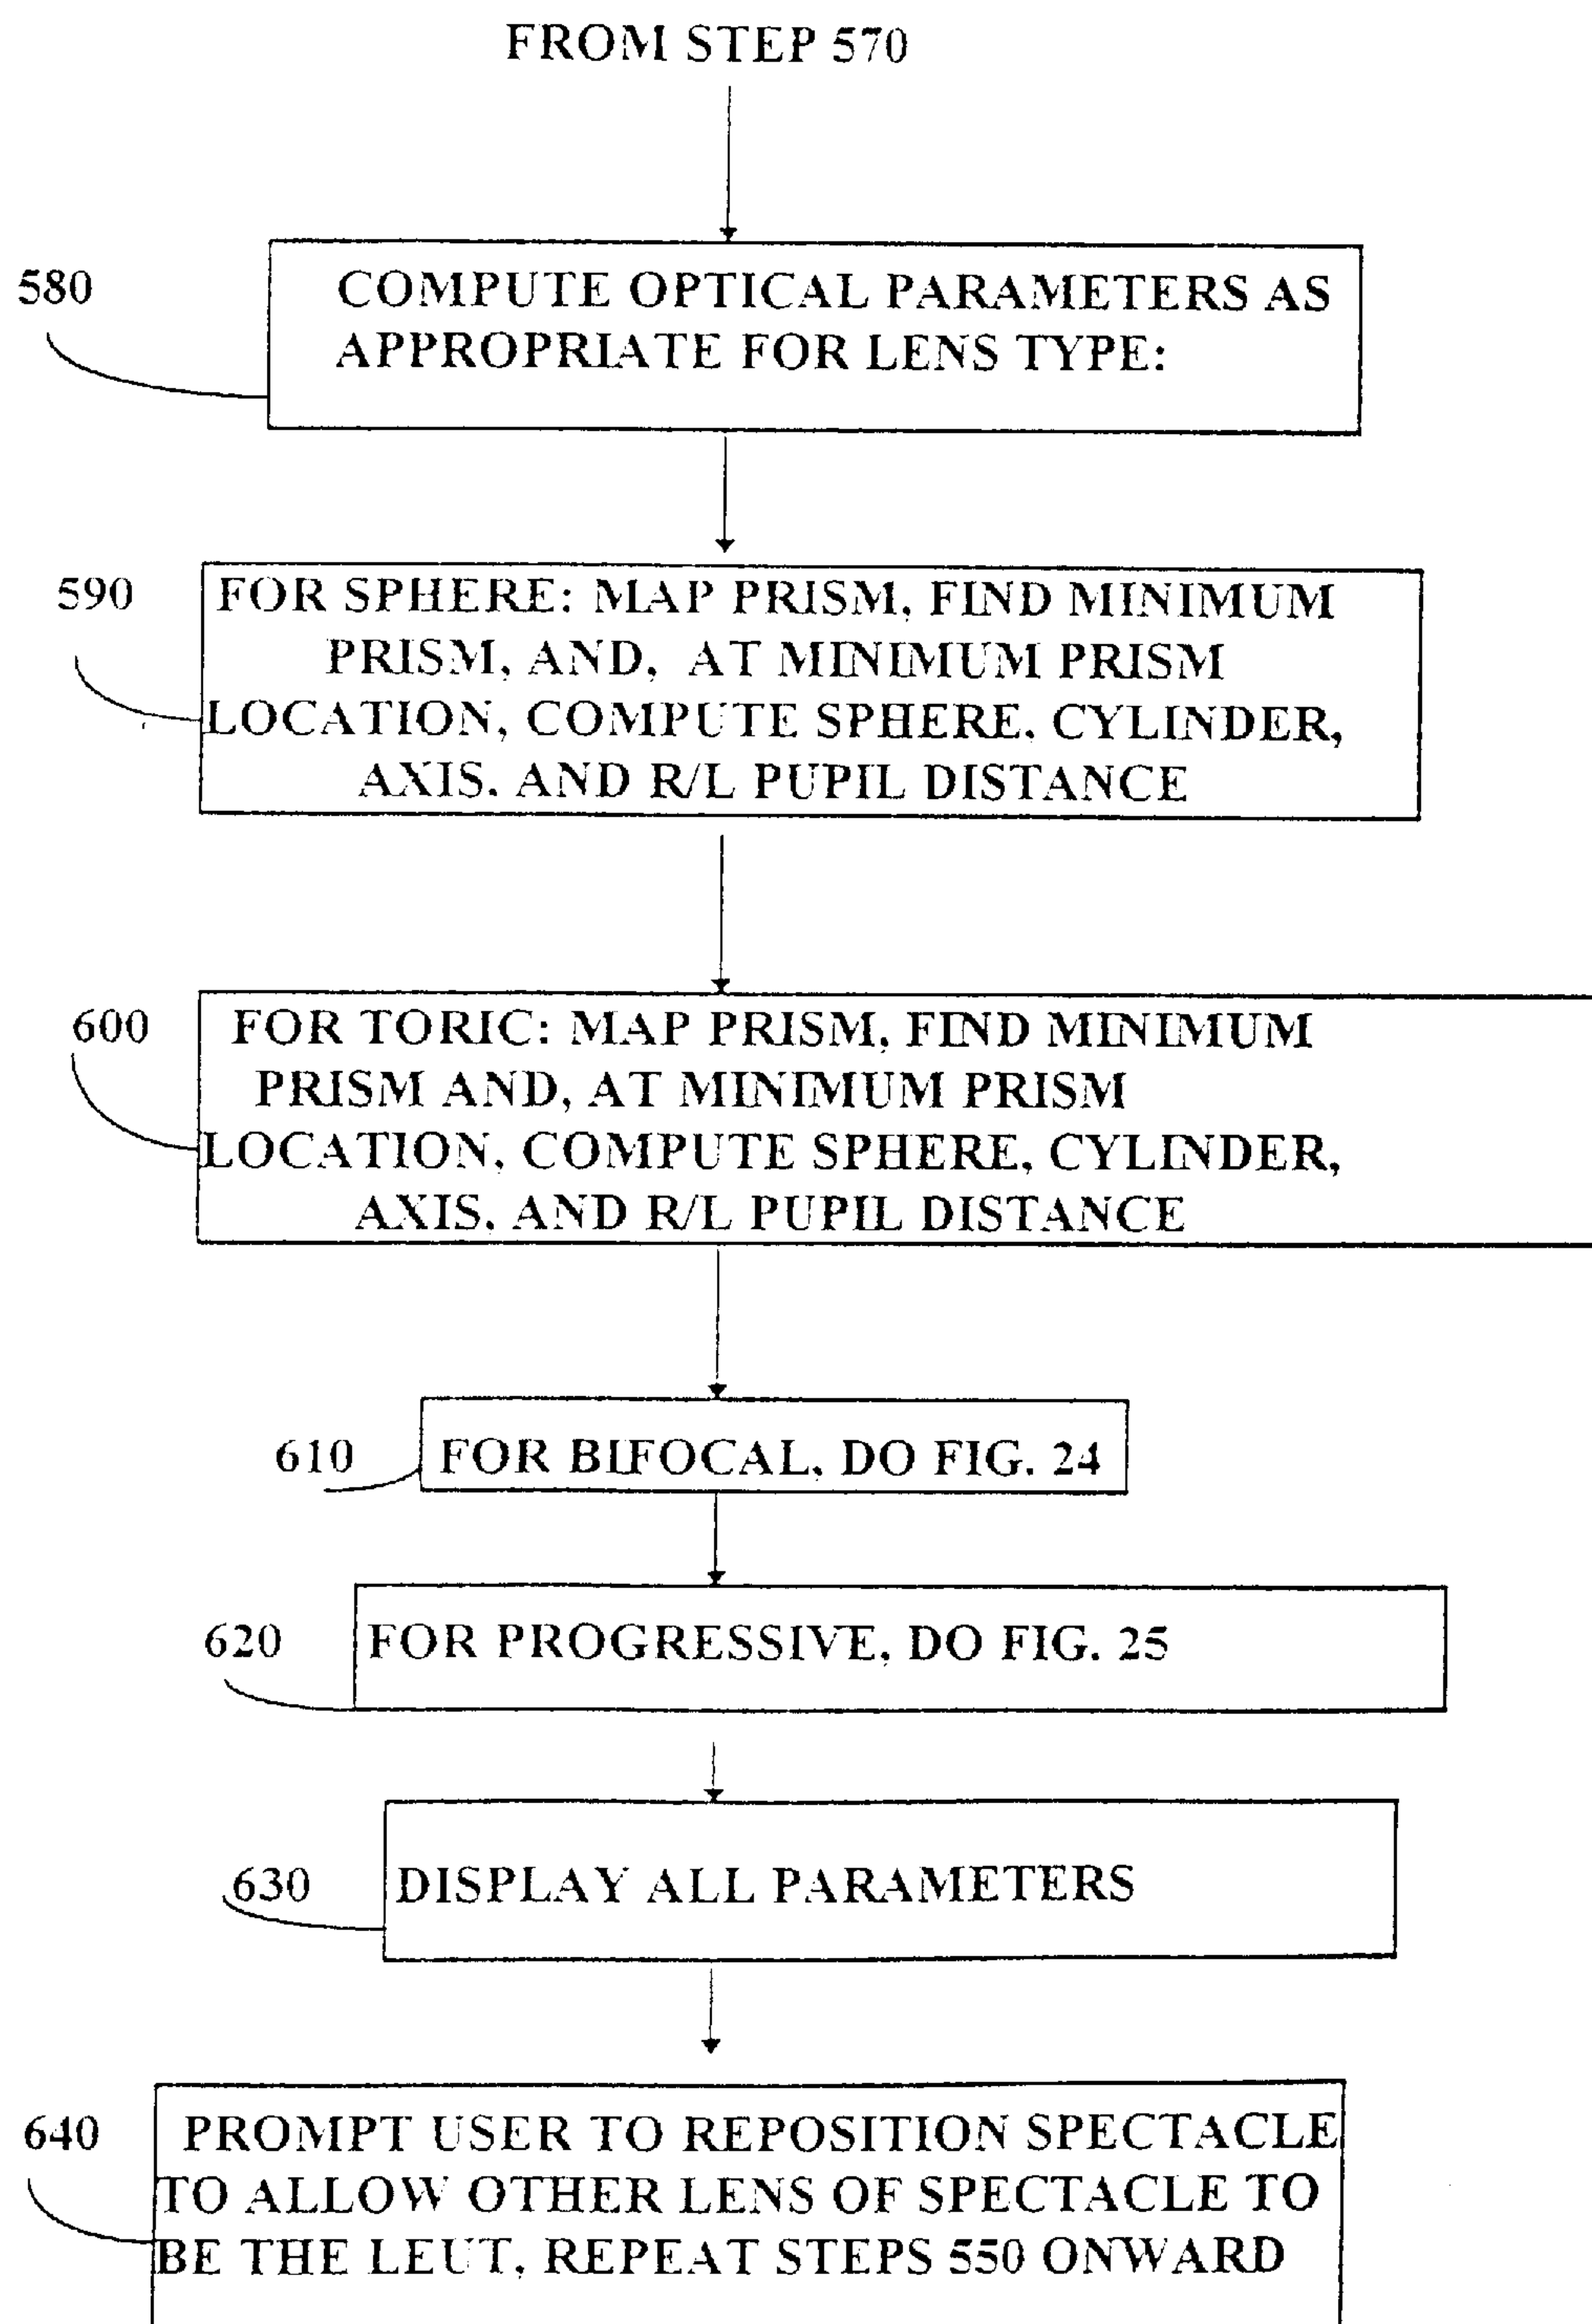 FROM STEP 570
580
COMPUTE OPTICAL PARAMETERS AS
APPROPRIATE FOR LENS TYPE:
590
FOR SPHERE: MAP PRISM, FIND MINIMUM
PRISM, AND, AT MINIMUM PRISM
LOCATION, COMPUTE SPHERE, CYLINDER,
AXIS, AND R/L PUPIL DISTANCE
600
FOR TORIC: MAP PRISM, FIND MINIMUM
PRISM AND, AT MINIMUM PRISM
LOCATION, COMPUTE SPHERE, CYLINDER,
AXIS, AND R/L PUPIL DISTANCE
610
FOR BIFOCAL, DO FIG. 24
620
FOR PROGRESSIVE, DO FIG. 25
630
DISPLAY ALL PARAMETERS
640
PROMPT USER TO REPOSITION SPECTACLE
TO ALLOW OTHER LENS OF SPECTACLE TO
BE THE LEUT, REPEAT STEPS 550 ONWARD